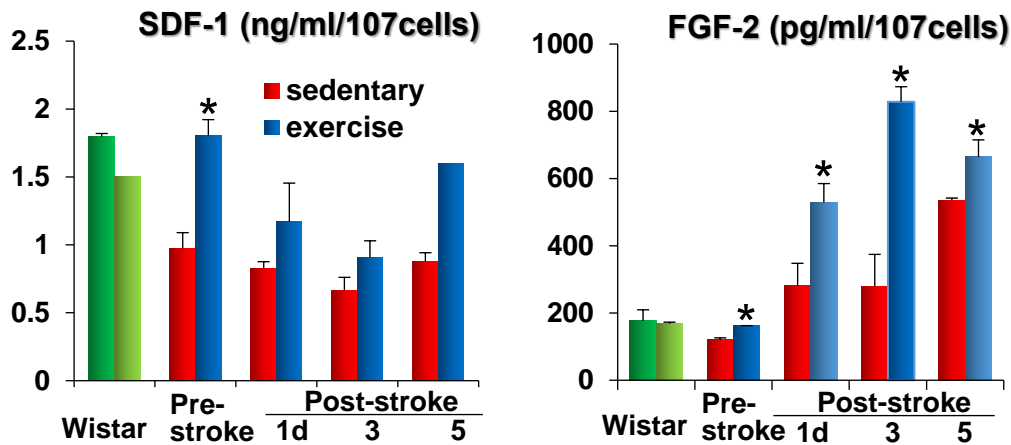 SDF-1 (ng/ml/107cells)
2.5
2
1.5
1
0.5
0
sedentary
exercise
*
Wistar
Pre-
stroke
Post-stroke
1d 3 5
FGF-2 (pg/ml/107cells)
1000
800
600
400
200
0
*
*
*
*
Wistar
Pre-
stroke
Post-stroke
1d 3 5